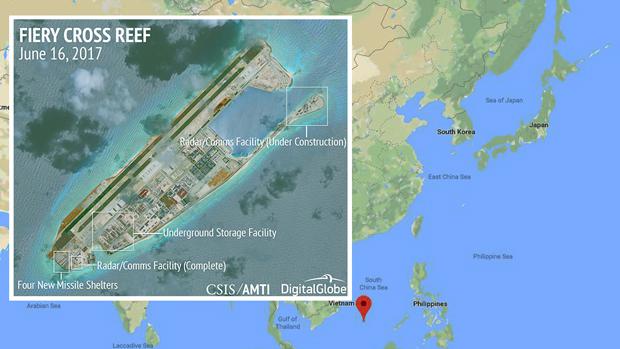 FIERY CROSS REEF
June 16, 2017
Radar/Comms Facility (Under Construction)
Underground Storage Facility
Radar/Comms Facility (Complete)
Four New Missile Shelters
CSIS/AMTI DigitalGlobe
Sea of Japan
South Korea
Japan
East China Sea
Philippine Sea
South
China Sea
Vietnam
Philippines
Gulf of
Thailand
Arabian Sea
Laccadive Sea